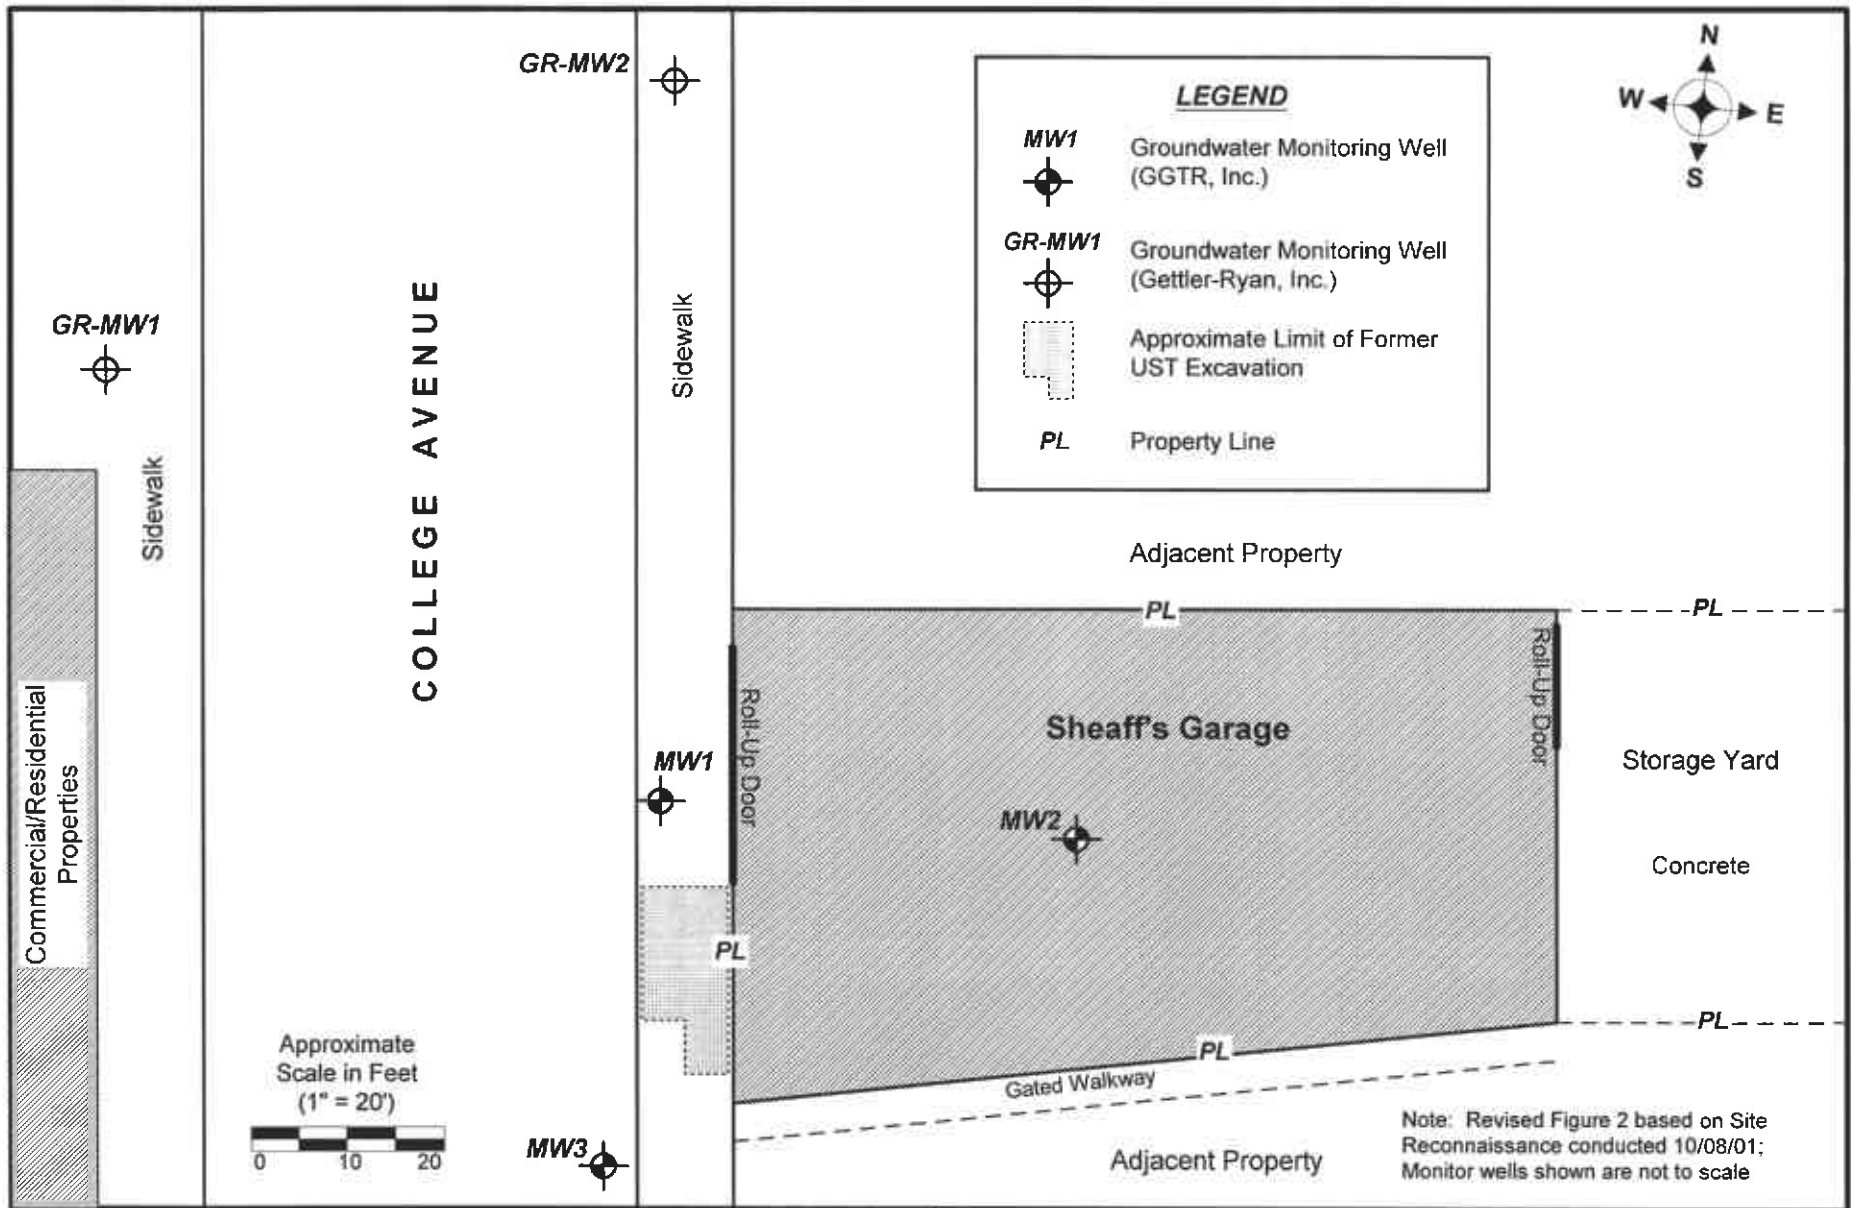 GR-MW2
N
W
E
S
LEGEND
MW1
Groundwater Monitoring Well
(GGTR, Inc.)
GR-MW1
Groundwater Monitoring Well
(Gettler-Ryan, Inc.)
Approximate Limit of Former
UST Excavation
PL
Property Line
GR-MW1
COLLEGE AVENUE
Sidewalk
Sidewalk
Adjacent Property
PL
PL
Roll-Up Door
Roll-Up Door
Sheaff's Garage
MW1
Storage Yard
MW2
Concrete
Commercial/Residential
Properties
PL
PL
PL
Gated Walkway
Approximate
Scale in Feet
(1" = 20')
0 10 20
MW3
Adjacent Property
Note: Revised Figure 2 based on Site
Reconnaissance conducted 10/08/01;
Monitor wells shown are not to scale